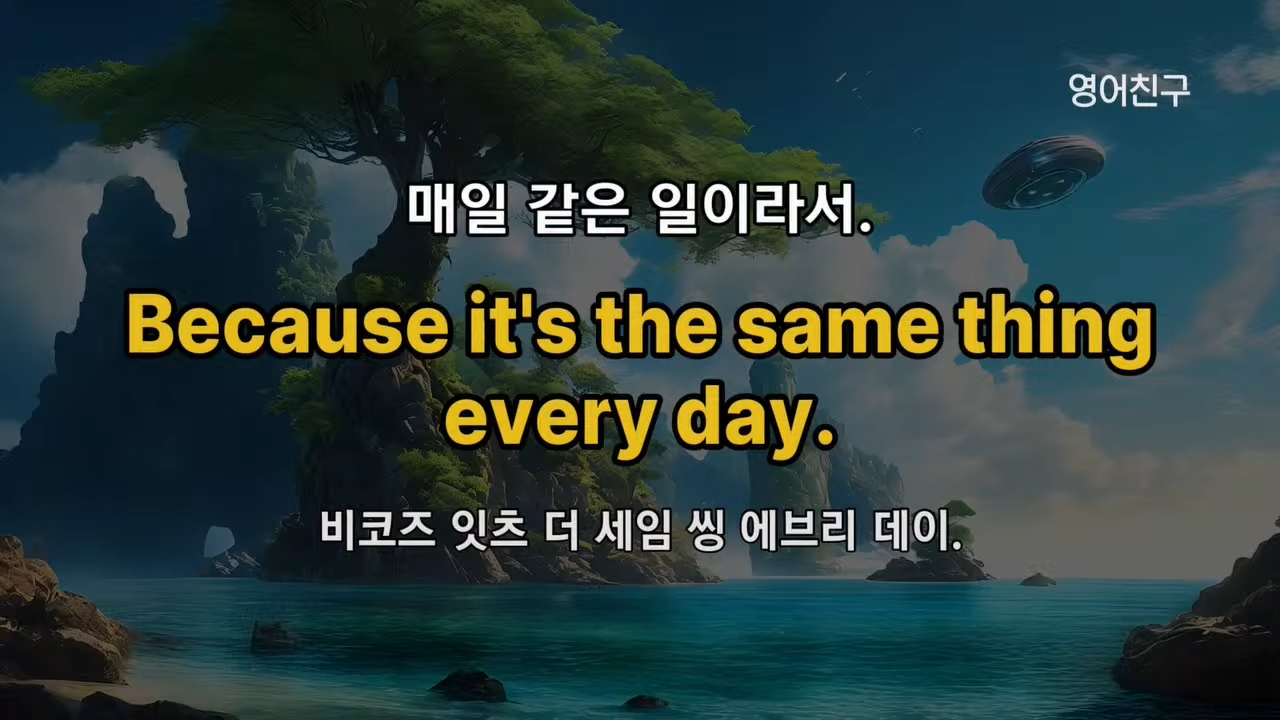 영어친구
매일 같은 일이라서.
Because it's the same thing
every day.
비코즈 잇츠 더 세임 씽 에브리 데이.